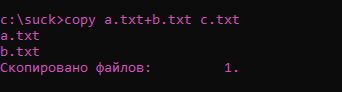 c:\suck>copy a.txt+b.txt c.txt
a.txt
b.txt
Скопировано файлов:         1.